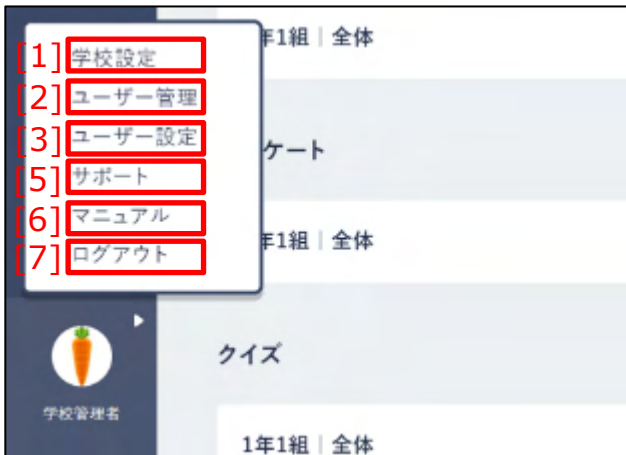 [1] 学校設定
[2] ユーザー管理
[3] ユーザー設定
[5] サポート
[6] マニュアル
[7] ログアウト
学校管理者
年1組 | 全体
ケート
年1組 | 全体
クイズ
1年1組 | 全体